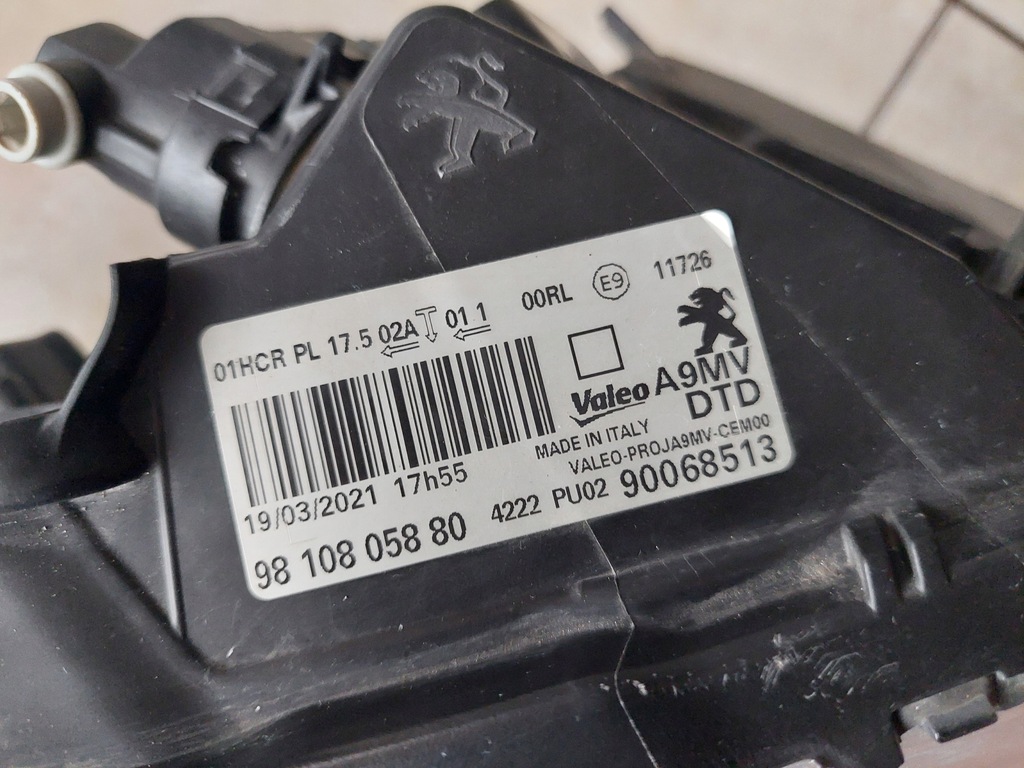 01HCR PL 17.5 02A 01 1 00RL E9 11726
Valeo A9MV
DTD
MADE IN ITALY
VALEO-PROJA9MV-CEM00
19/03/2021 17h55
98 108 058 80 4222 PU02 90068513